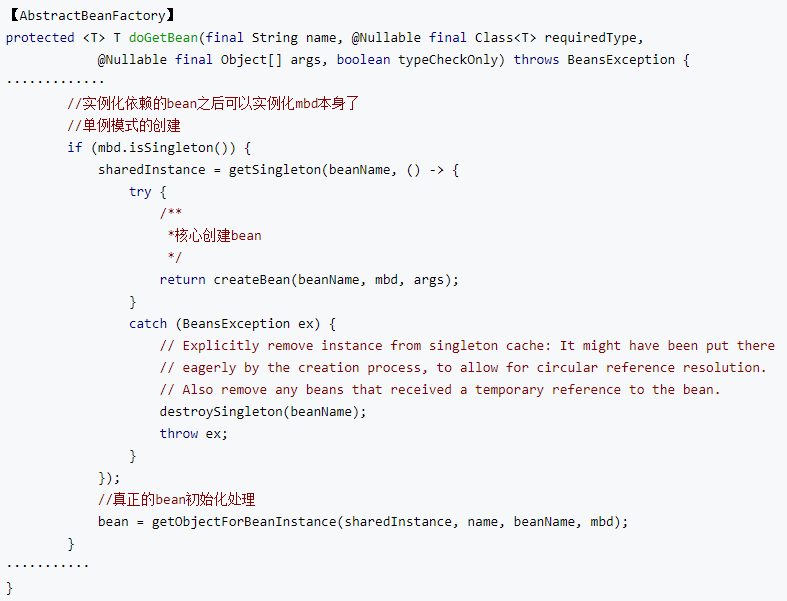 【AbstractBeanFactory】
protected <T> T doGetBean(final String name, @Nullable final Class<T> requiredType,
            @Nullable final Object[] args, boolean typeCheckOnly) throws BeansException {
·············
        //实例化依赖的bean之后可以实例化mbd本身了
        //单例模式的创建
        if (mbd.isSingleton()) {
            sharedInstance = getSingleton(beanName, () -> {
                try {
                    /**
                     *核心创建bean
                     */
                    return createBean(beanName, mbd, args);
                }
                catch (BeansException ex) {
                    // Explicitly remove instance from singleton cache: It might have been put there
                    // eagerly by the creation process, to allow for circular reference resolution.
                    // Also remove any beans that received a temporary reference to the bean.
                    destroySingleton(beanName);
                    throw ex;
                }
            });
            //真正的bean初始化处理
            bean = getObjectForBeanInstance(sharedInstance, name, beanName, mbd);
        }
···········
}